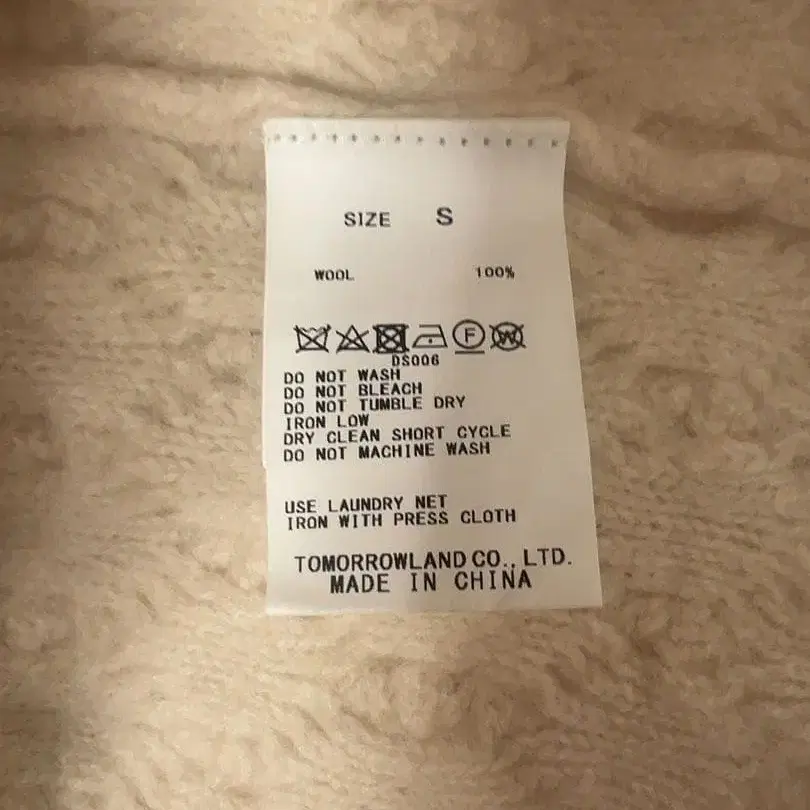 SIZE S
WOOL 100%
F W
DS006
DO NOT WASH
DO NOT BLEACH
DO NOT TUMBLE DRY
IRON LOW
DRY CLEAN SHORT CYCLE
DO NOT MACHINE WASH
USE LAUNDRY NET
IRON WITH PRESS CLOTH
TOMORROWLAND CO., LTD.
MADE IN CHINA